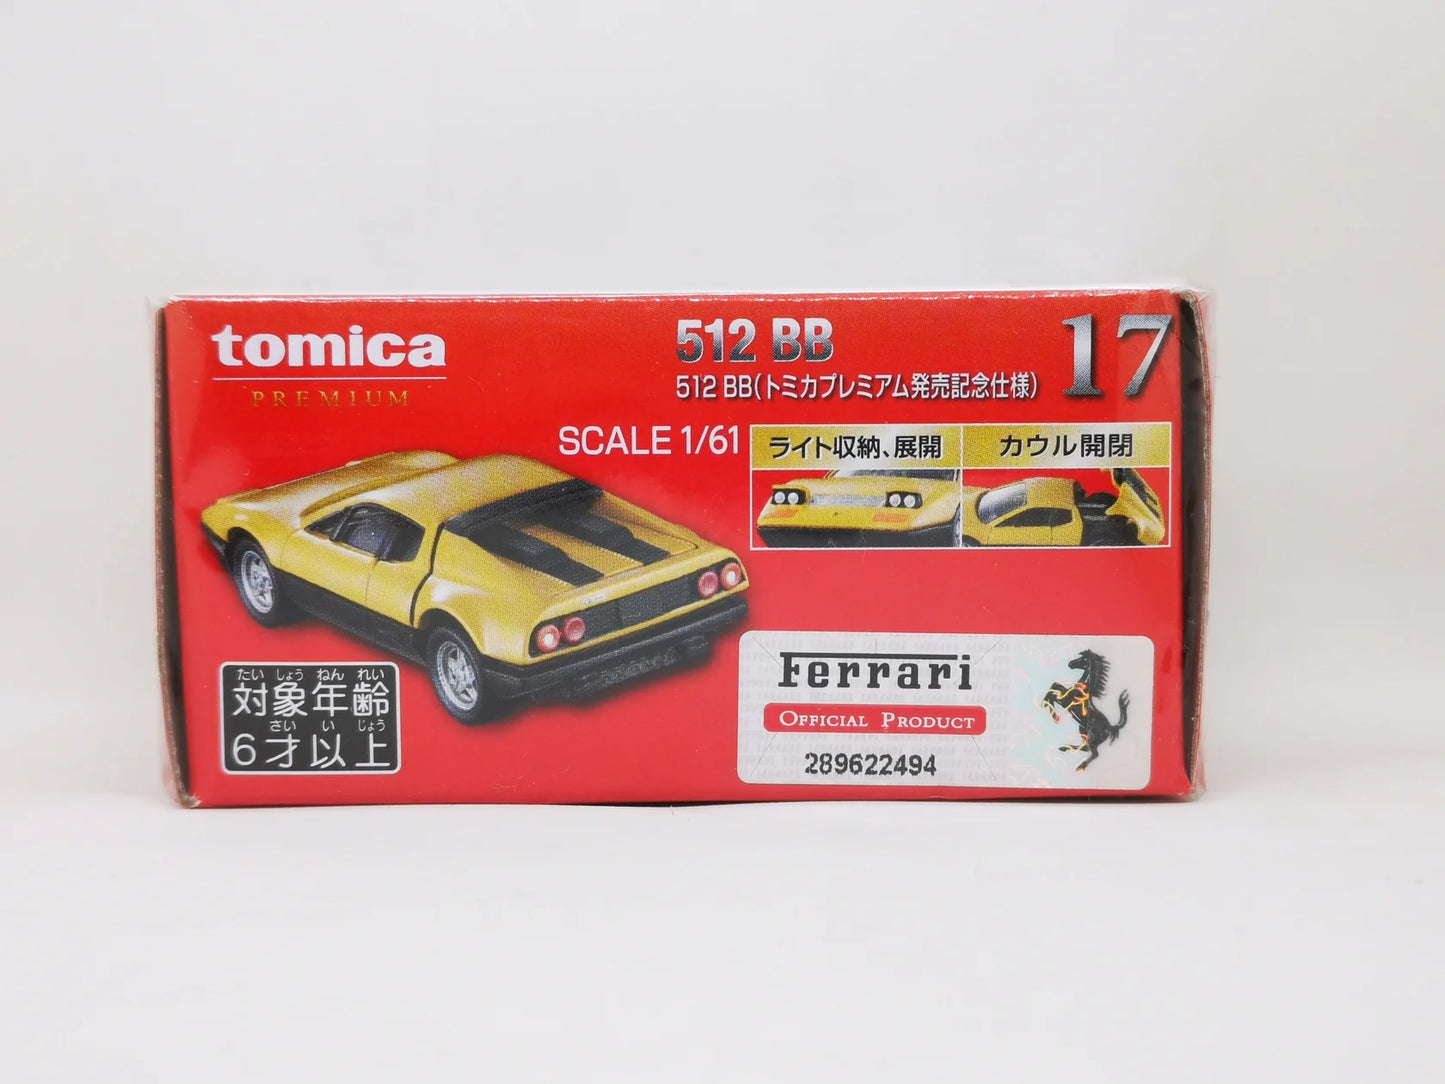 tomica
PREMIUM
512 BB
512 BB(トミカプレミアム発売記念仕様)
17
SCALE 1/61
ライト収納、展開
カウル開閉
たいしょうねんれい
対象年齢
さいいじょう
6才以上
Ferrari
OFFICIAL PRODUCT
289622494